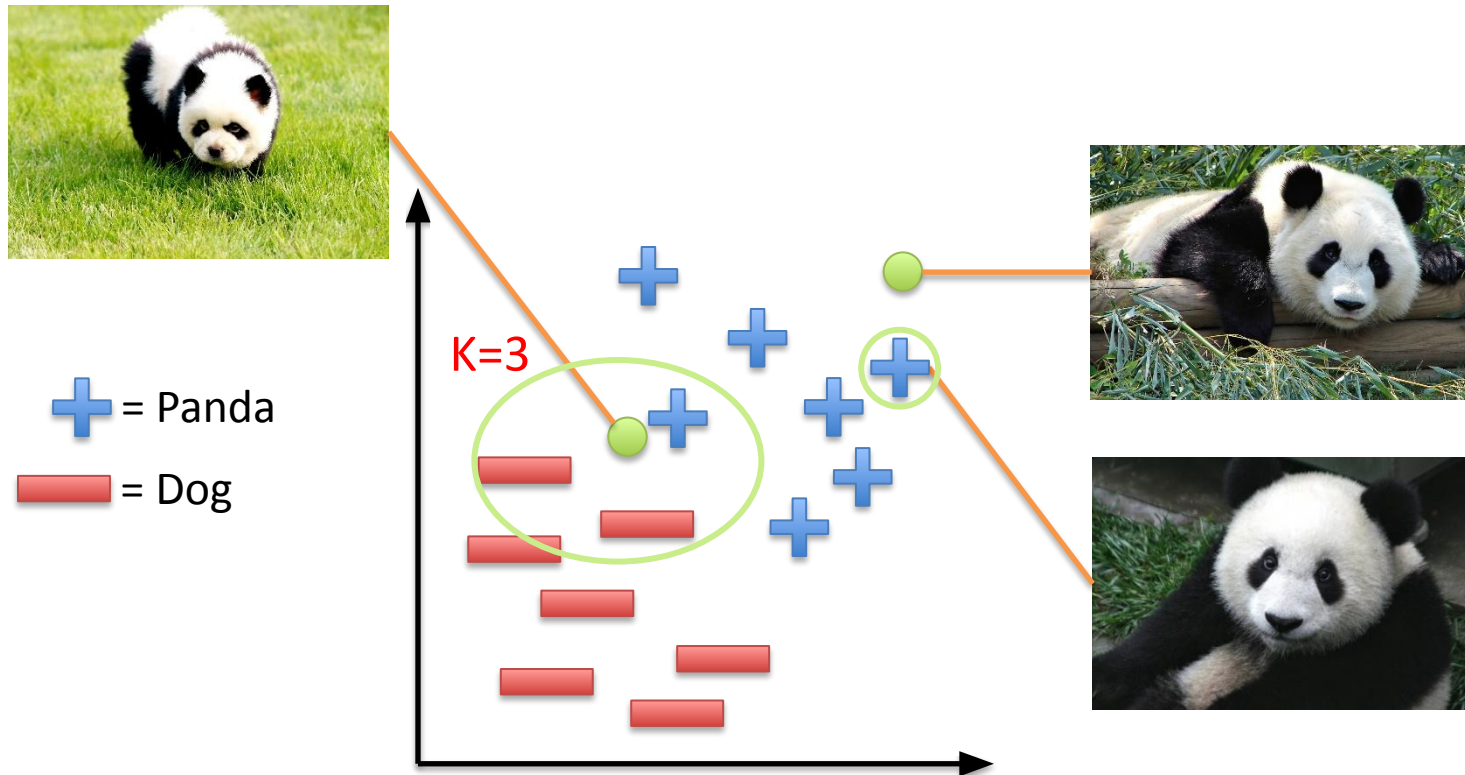 K=3
= Panda
= Dog